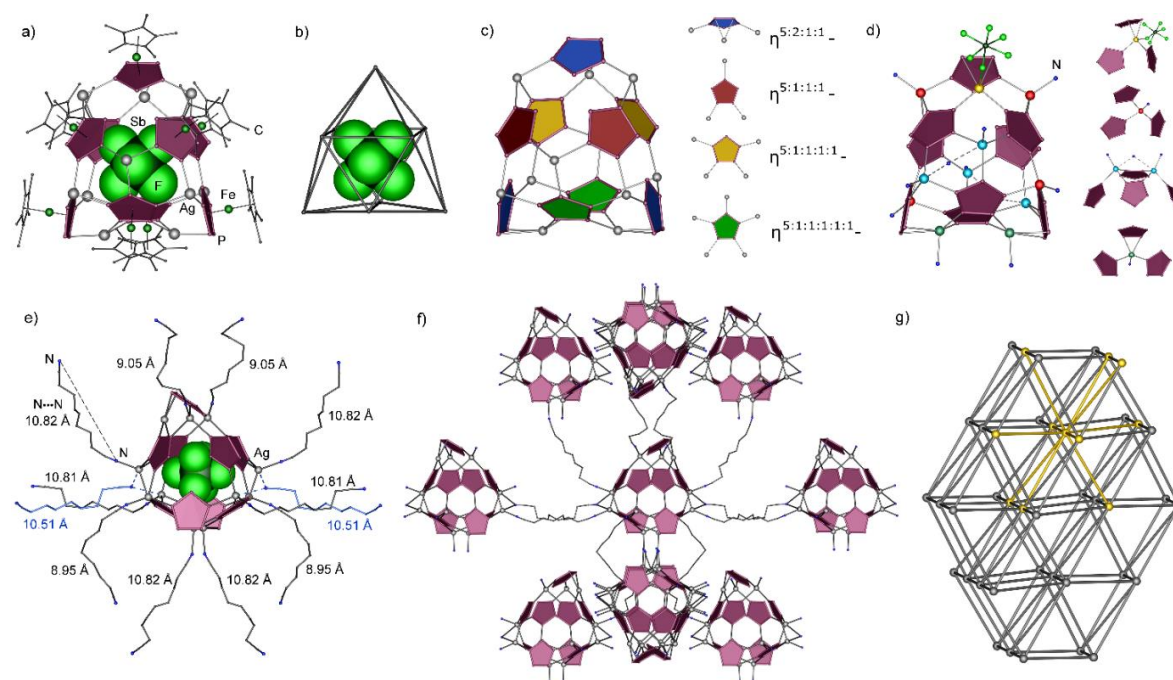 a)
Sb
C
F
Fe
Ag
P
b)
c)
η5:2:1:1-
η5:1:1:1-
η5:1:1:1:1-
η5:1:1:1:1:1-
d)
N
e)
9.05 Å
9.05 Å
N
N---N
10.82 Å
10.82 Å
N
Ag
10.81 Å
10.81 Å
10.51 Å
10.51 Å
8.95 Å
10.82 Å
10.82 Å
8.95 Å
f)
g)